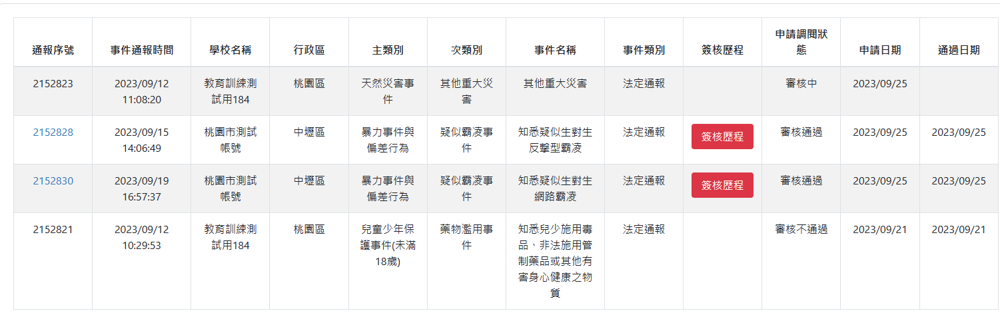 通報序號 事件通報時間 學校名稱 行政區 主類別 次類別 事件名稱 事件類別 簽核歷程 申請調閱狀態 申請日期 通過日期
2152823 2023/09/12 11:08:20 教育訓練測試用184 桃園區 天然災害事件 其他重大災害 其他重大災害 法定通報 審核中 2023/09/25
2152828 2023/09/15 14:06:49 桃園市測試帳號 中壢區 暴力事件與偏差行為 疑似霸凌事件 知悉疑似生對生反擊型霸凌 法定通報 簽核歷程 審核通過 2023/09/25 2023/09/25
2152830 2023/09/19 16:57:37 桃園市測試帳號 中壢區 暴力事件與偏差行為 疑似霸凌事件 知悉疑似生對生網路霸凌 法定通報 簽核歷程 審核通過 2023/09/25 2023/09/25
2152821 2023/09/12 10:29:53 教育訓練測試用184 桃園區 兒童少年保護事件(未滿18歲) 藥物濫用事件 知悉兒少施用毒品、非法施用管制藥品或其他有害身心健康之物質 法定通報 審核不通過 2023/09/21 2023/09/21